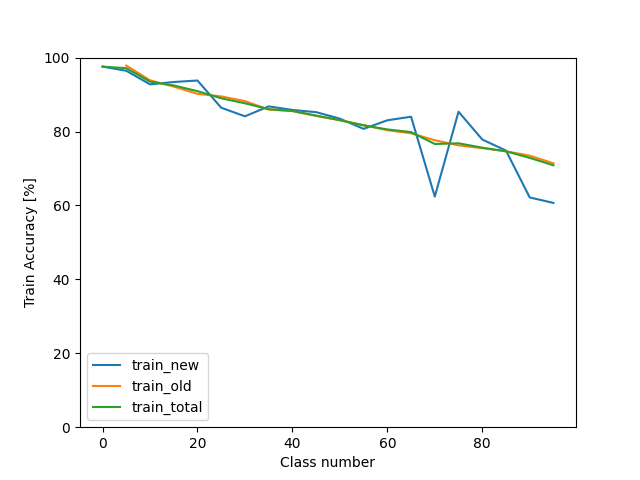 100
80
60
40
20
0
Train Accuracy [%]
train_new
train_old
train_total
0 20 40 60 80
Class number